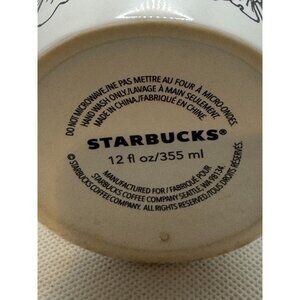 DO NOT MICROWAVE./NE PAS METTRE AU FOUR À MICRO-ONDES
HAND WASH ONLY./LAVAGE À MAIN SEULEMENT.
MADE IN CHINA./FABRIQUÉ EN CHINE.
STARBUCKS®
12 fl oz/355 ml
MANUFACTURED FOR / FABRIQUÉ POUR
STARBUCKS COFFEE COMPANY SEATTLE, WA 98134
© STARBUCKS COFFEE COMPANY. ALL RIGHTS RESERVED./TOUS DROITS RÉSERVÉS.